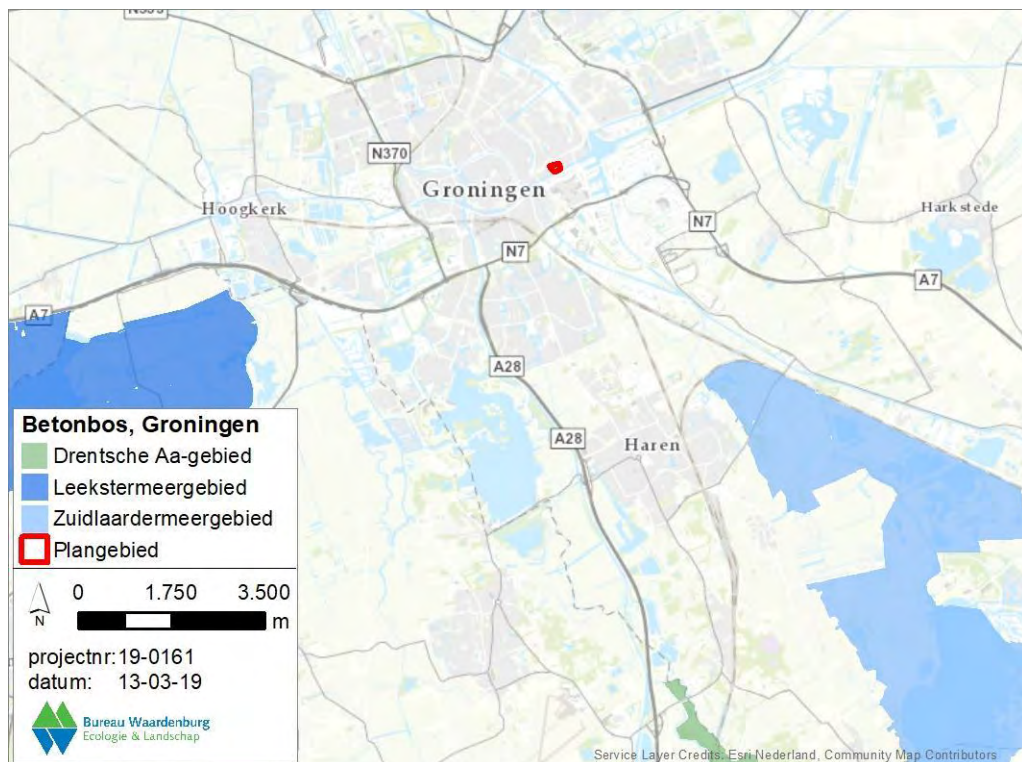 N355
N370
Groningen
Hoogkerk
Harkstede
N7
N7
A7
A7
A28
A28
Haren
Betonbos, Groningen
Drentsche Aa-gebied
Leekstermeergebied
Zuidlaardermeergebied
Plangebied
0 1.750 3.500
m
N
projectnr: 19-0161
datum: 13-03-19
Bureau Waardenburg
Ecologie & Landschap
Service Layer Credits: Esri Nederland, Community Map Contributors